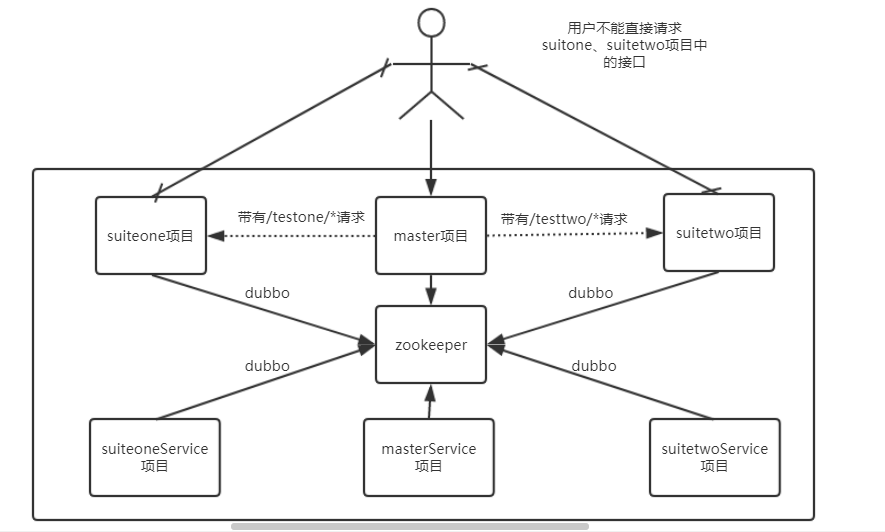 用户不能直接请求
suitone、suitetwo项目中
的接口
带有/testone/*请求
带有/testtwo/*请求
suiteone项目
master项目
suitetwo项目
dubbo
dubbo
zookeeper
dubbo
dubbo
suiteoneService
项目
masterService
项目
suitetwoService
项目